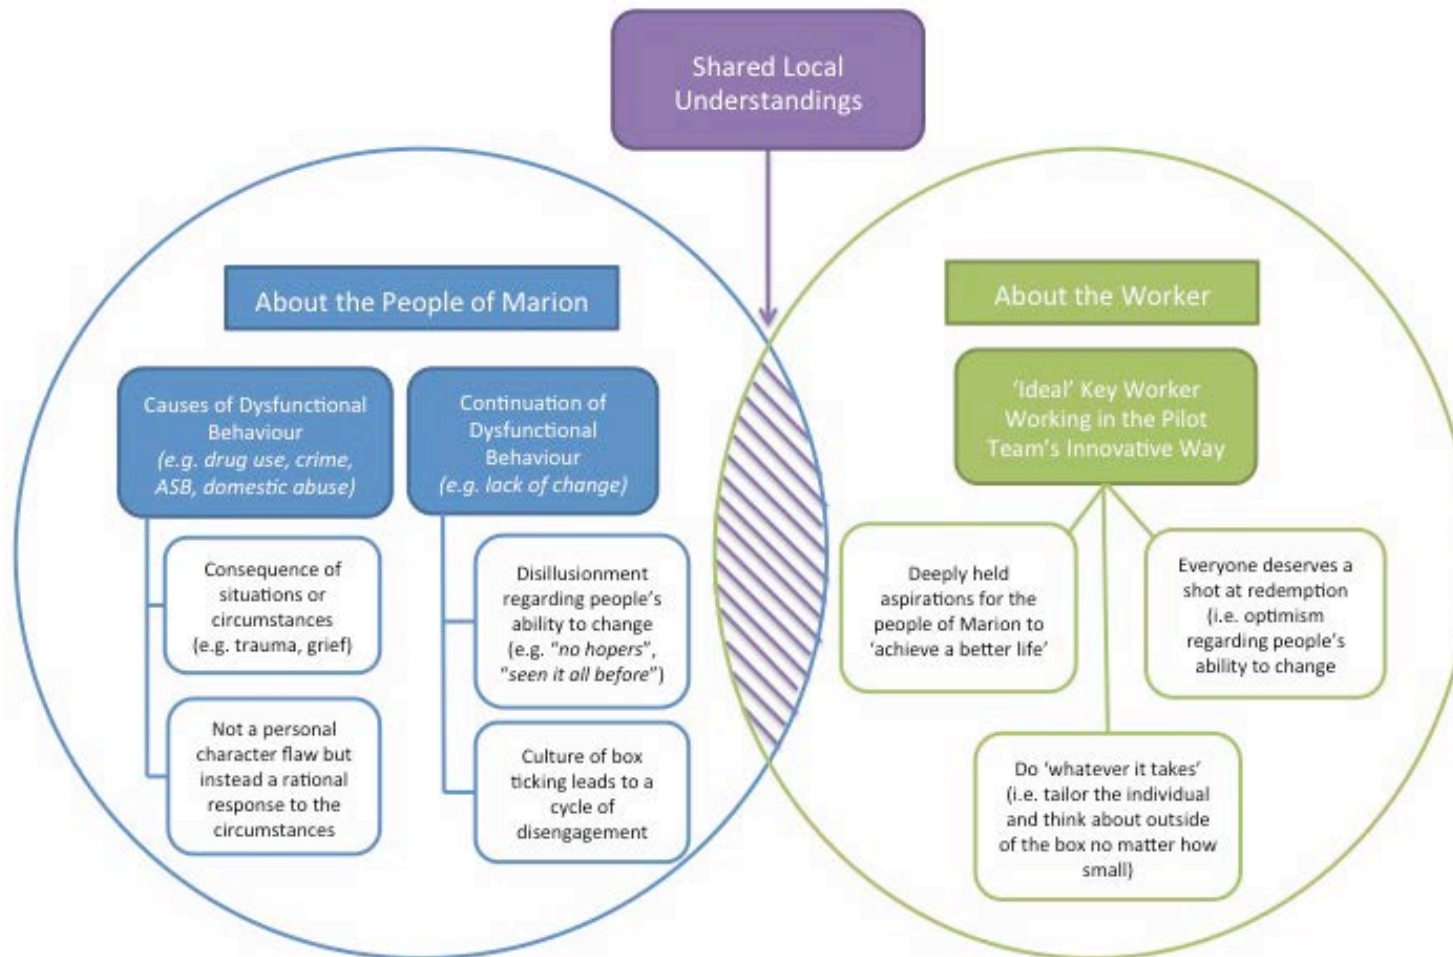 Shared Local
Understandings
About the People of Marion
Causes of Dysfunctional
Behaviour
(e.g. drug use, crime,
ASB, domestic abuse)
Consequence of
situations or
circumstances
(e.g. trauma, grief)
Not a personal
character flaw but
instead a rational
response to the
circumstances
Continuation of
Dysfunctional
Behaviour
(e.g. lack of change)
Disillusionment
regarding people's
ability to change
(e.g. "no hopers",
"seen it all before")
Culture of box
ticking leads to a
cycle of
disengagement
About the Worker
'Ideal' Key Worker
Working in the Pilot
Team's Innovative Way
Deeply held
aspirations for the
people of Marion to
'achieve a better life'
Do 'whatever it takes'
(i.e. tailor the individual
and think about outside
of the box no matter how
small)
Everyone deserves a
shot at redemption
(i.e. optimism
regarding people's
ability to change